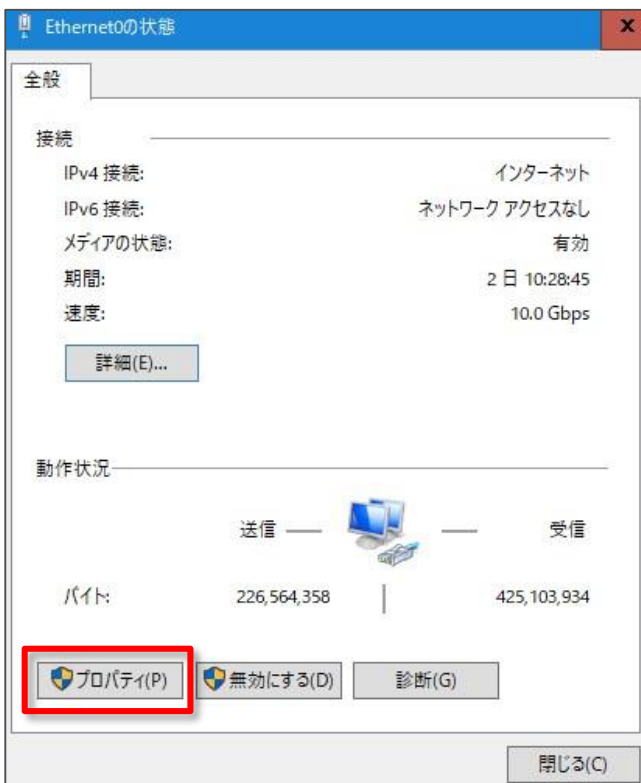 Ethernet0の状態
全般
接続
IPv4 接続: インターネット
IPv6 接続: ネットワーク アクセスなし
メディアの状態: 有効
期間: 2 日 10:28:45
速度: 10.0 Gbps
詳細(E)...
動作状況
送信 受信
バイト: 226,564,358 425,103,934
プロパティ(P) 無効にする(D) 診断(G)
閉じる(C)